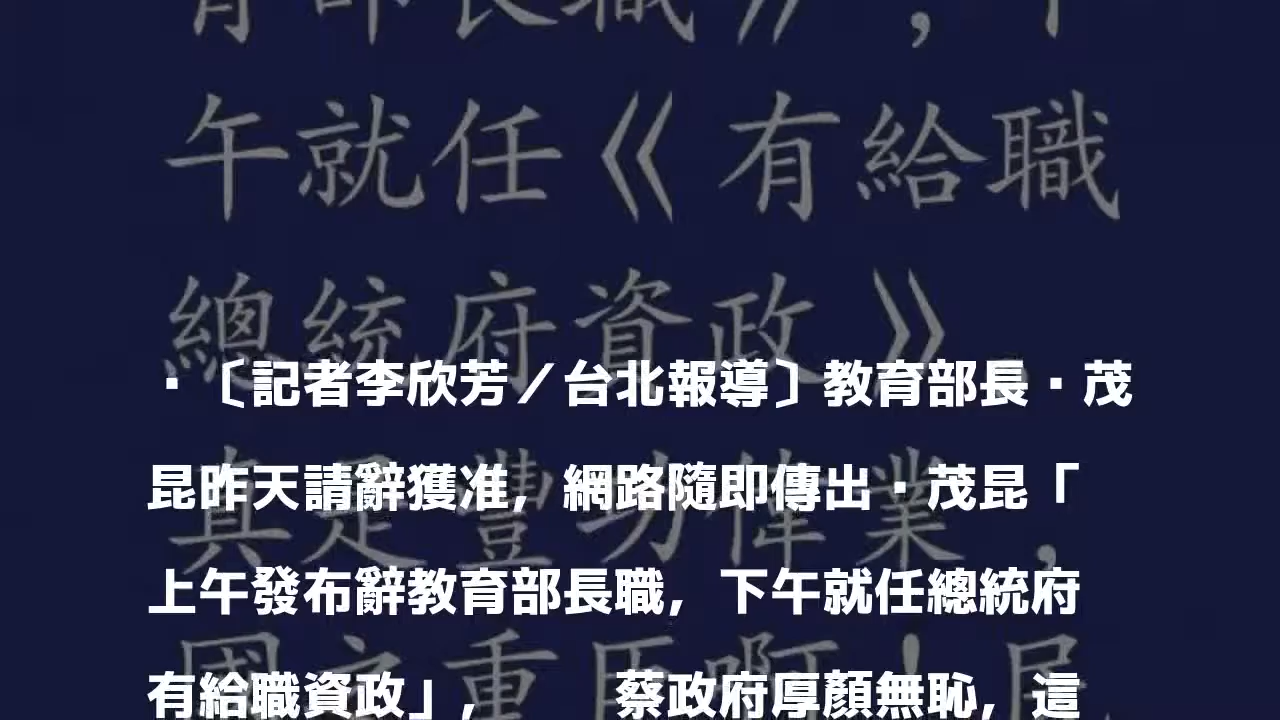 育部長職》，下
午就任《有給職
總統府資政》
·〔記者李欣芳／台北報導〕教育部長·茂
真是豐功偉業，
昆昨天請辭獲准，網路隨即傳出·茂昆「
上午發布辭教育部長職，下午就任總統府
國之重臣啊！民
有給職資政」， 蔡政府厚顏無恥，這